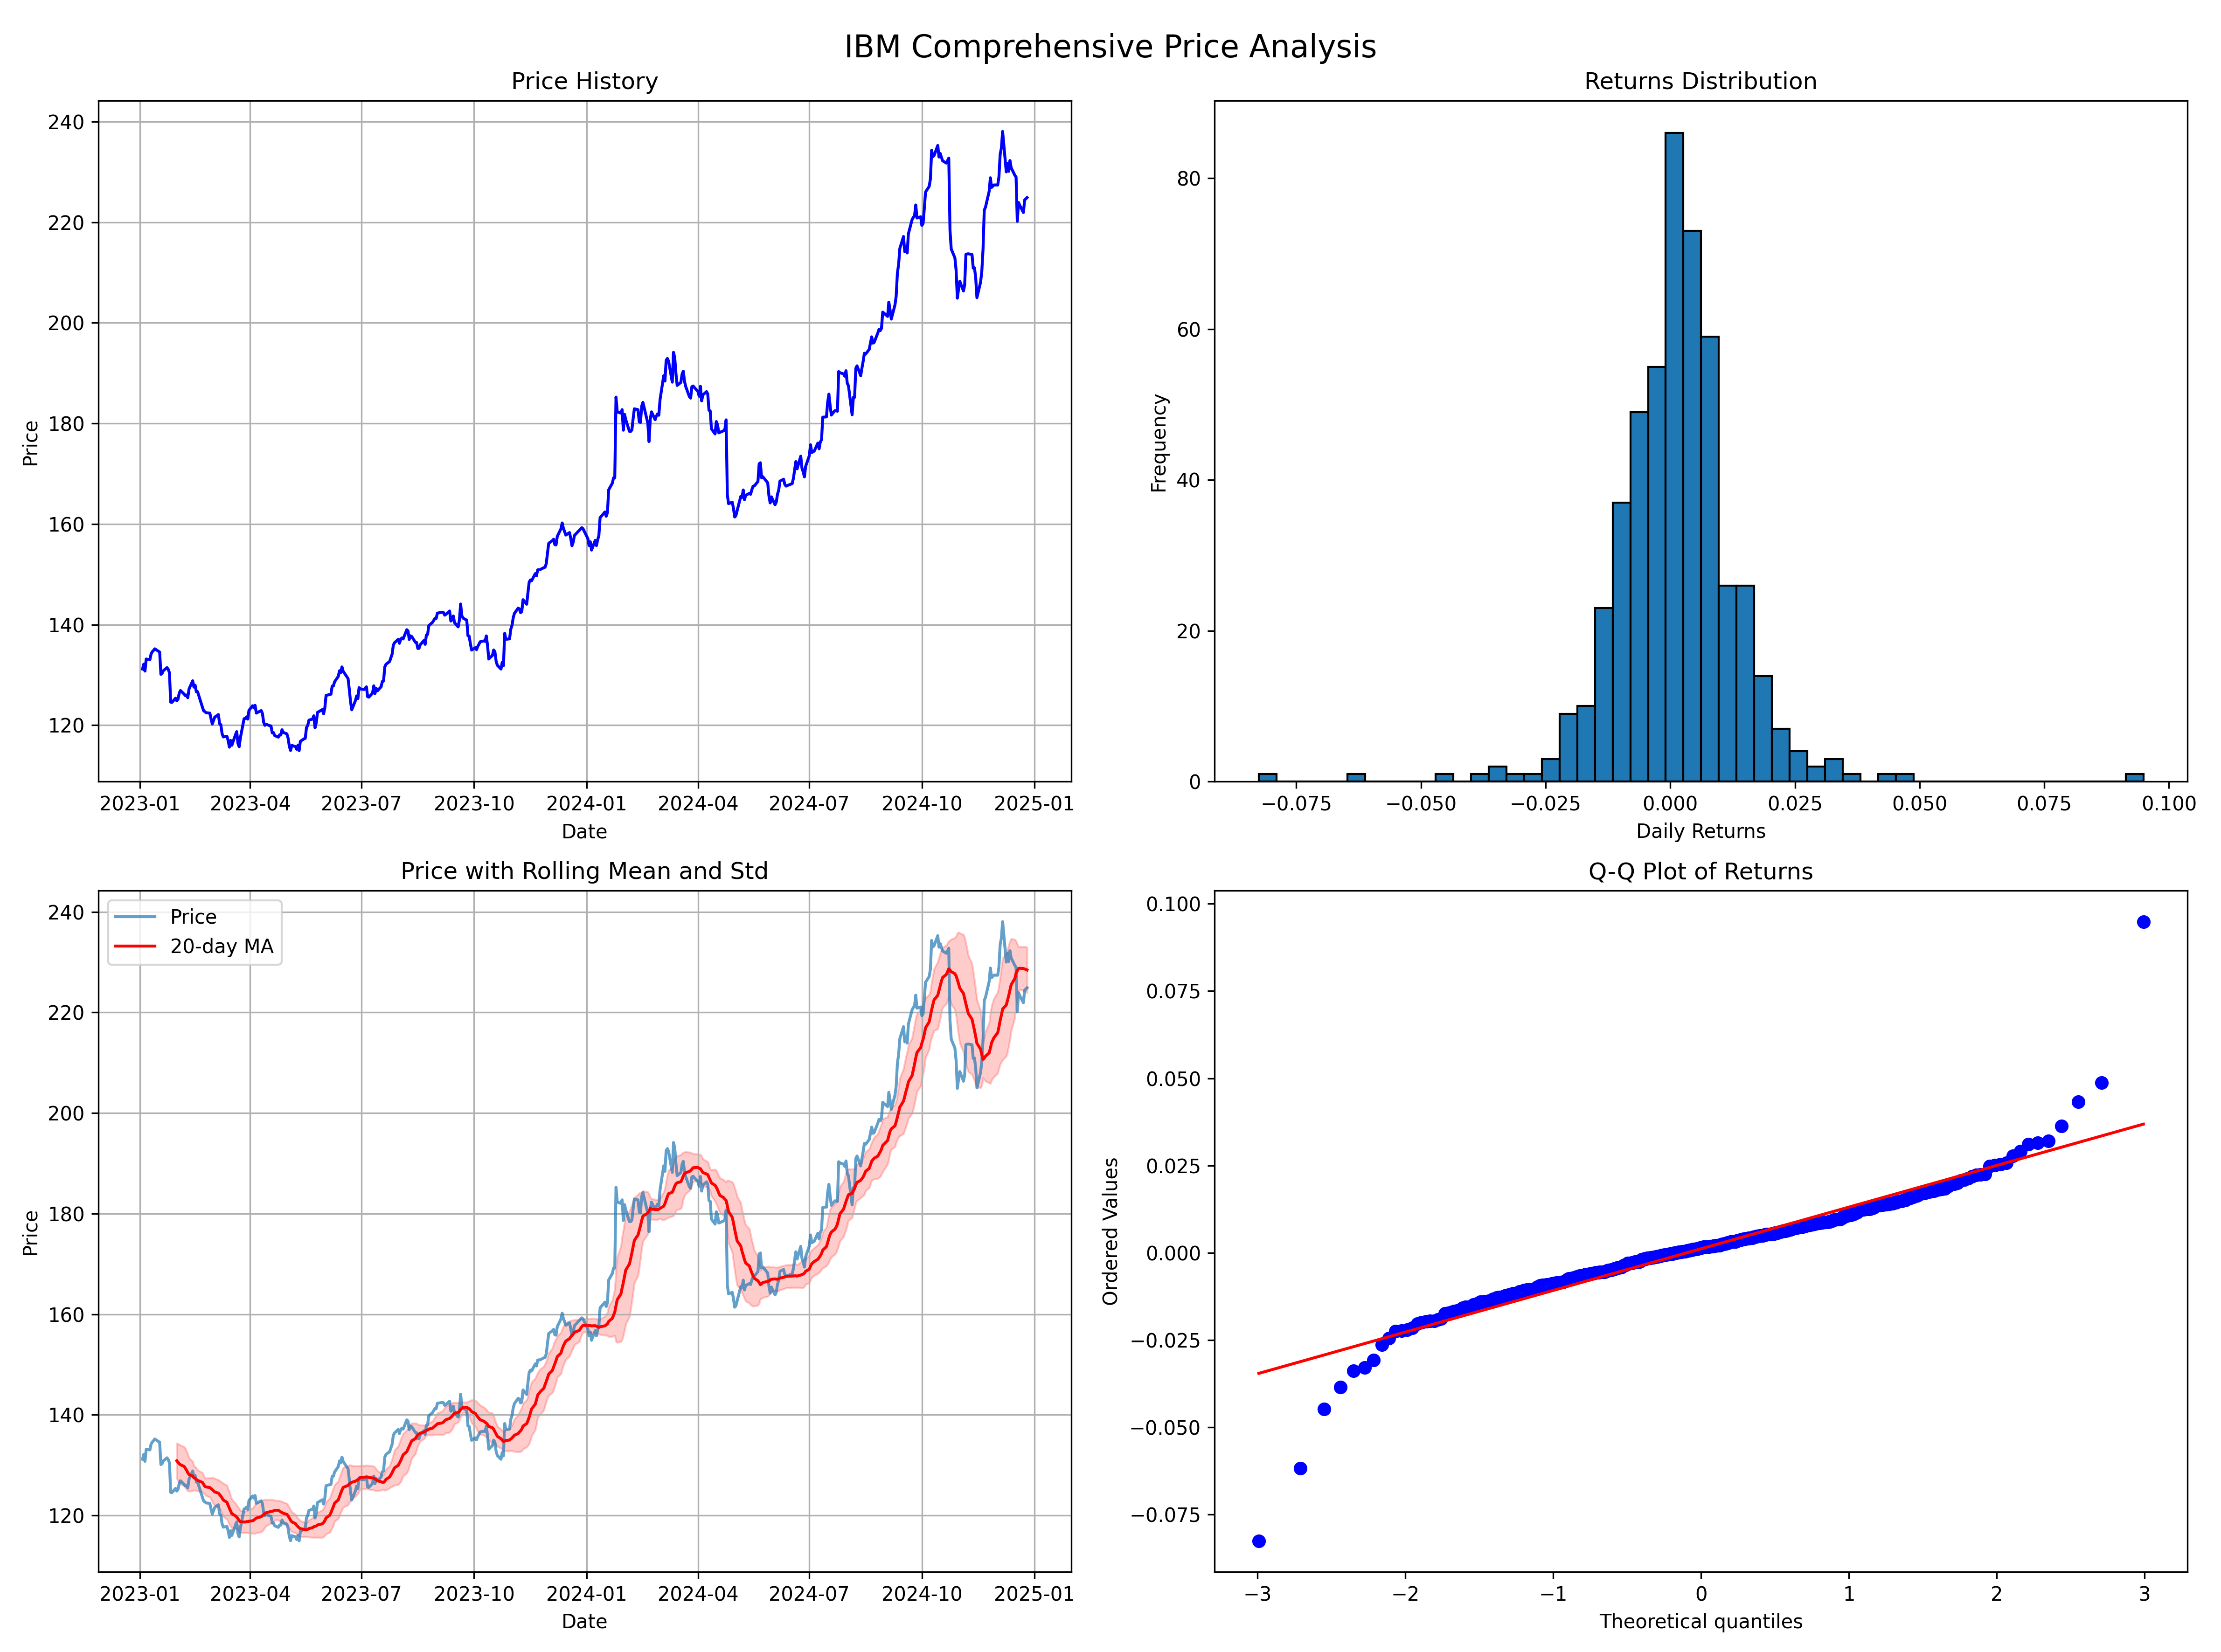 IBM Comprehensive Price Analysis
Price History
240
220
200
180
160
140
120
Price
2023-01 2023-04 2023-07 2023-10 2024-01 2024-04 2024-07 2024-10 2025-01
Date
Returns Distribution
80
60
40
20
0
Frequency
−0.075 −0.050 −0.025 0.000 0.025 0.050 0.075 0.100
Daily Returns
Price with Rolling Mean and Std
Price
20-day MA
240
220
200
180
160
140
120
Price
2023-01 2023-04 2023-07 2023-10 2024-01 2024-04 2024-07 2024-10 2025-01
Date
Q-Q Plot of Returns
0.100
0.075
0.050
0.025
0.000
−0.025
−0.050
−0.075
Ordered Values
−3 −2 −1 0 1 2 3
Theoretical quantiles